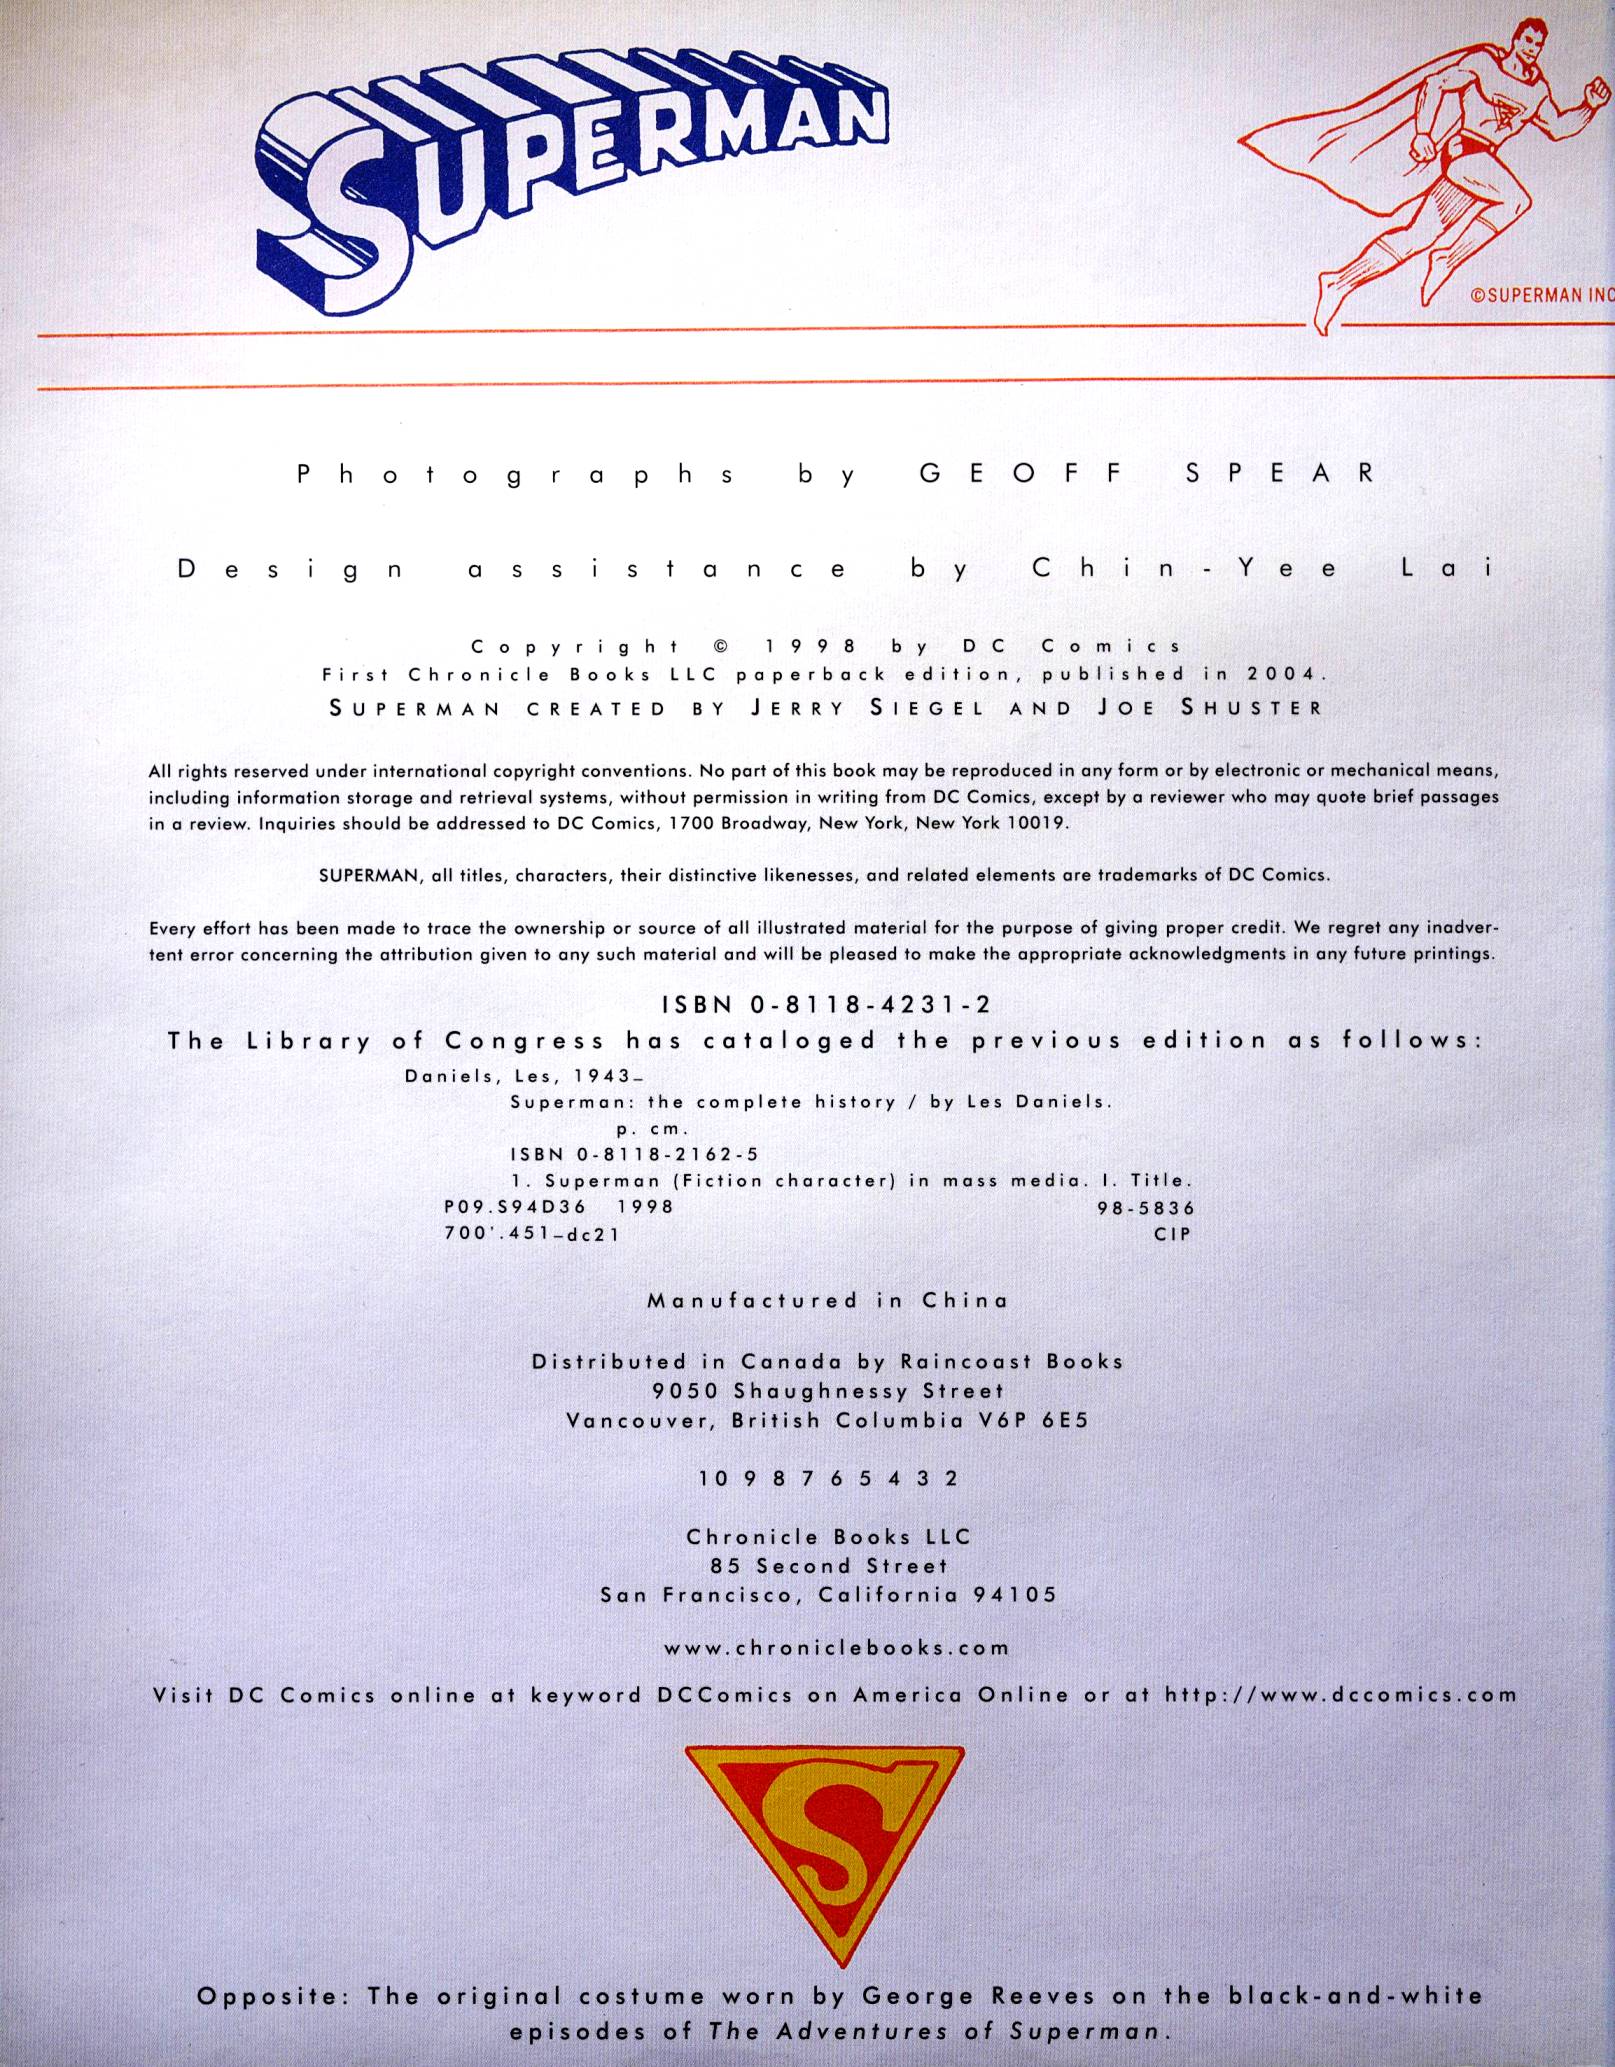 SUPERMAN
©SUPERMAN INC
Photographs by GEOFF SPEAR
Design assistance by Chin-Yee Lai
Copyright © 1998 by DC Comics
First Chronicle Books LLC paperback edition, published in 2004.
SUPERMAN CREATED BY JERRY SIEGEL AND JOE SHUSTER
All rights reserved under international copyright conventions. No part of this book may be reproduced in any form or by electronic or mechanical means,
including information storage and retrieval systems, without permission in writing from DC Comics, except by a reviewer who may quote brief passages
in a review. Inquiries should be addressed to DC Comics, 1700 Broadway, New York, New York 10019.
SUPERMAN, all titles, characters, their distinctive likenesses, and related elements are trademarks of DC Comics.
Every effort has been made to trace the ownership or source of all illustrated material for the purpose of giving proper credit. We regret any inadver-
tent error concerning the attribution given to any such material and will be pleased to make the appropriate acknowledgments in any future printings.
ISBN 0-8118-4231-2
The Library of Congress has cataloged the previous edition as follows:
Daniels, Les, 1943–
Superman: the complete history / by Les Daniels.
p. cm.
ISBN 0-8118-2162-5
1. Superman (Fiction character) in mass media. I. Title.
P09.S94D36 1998 98-5836
700'.451–dc21 CIP
Manufactured in China
Distributed in Canada by Raincoast Books
9050 Shaughnessy Street
Vancouver, British Columbia V6P 6E5
10 9 8 7 6 5 4 3 2
Chronicle Books LLC
85 Second Street
San Francisco, California 94105
www.chroniclebooks.com
Visit DC Comics online at keyword DCComics on America Online or at http://www.dccomics.com
S
Opposite: The original costume worn by George Reeves on the black-and-white
episodes of The Adventures of Superman.